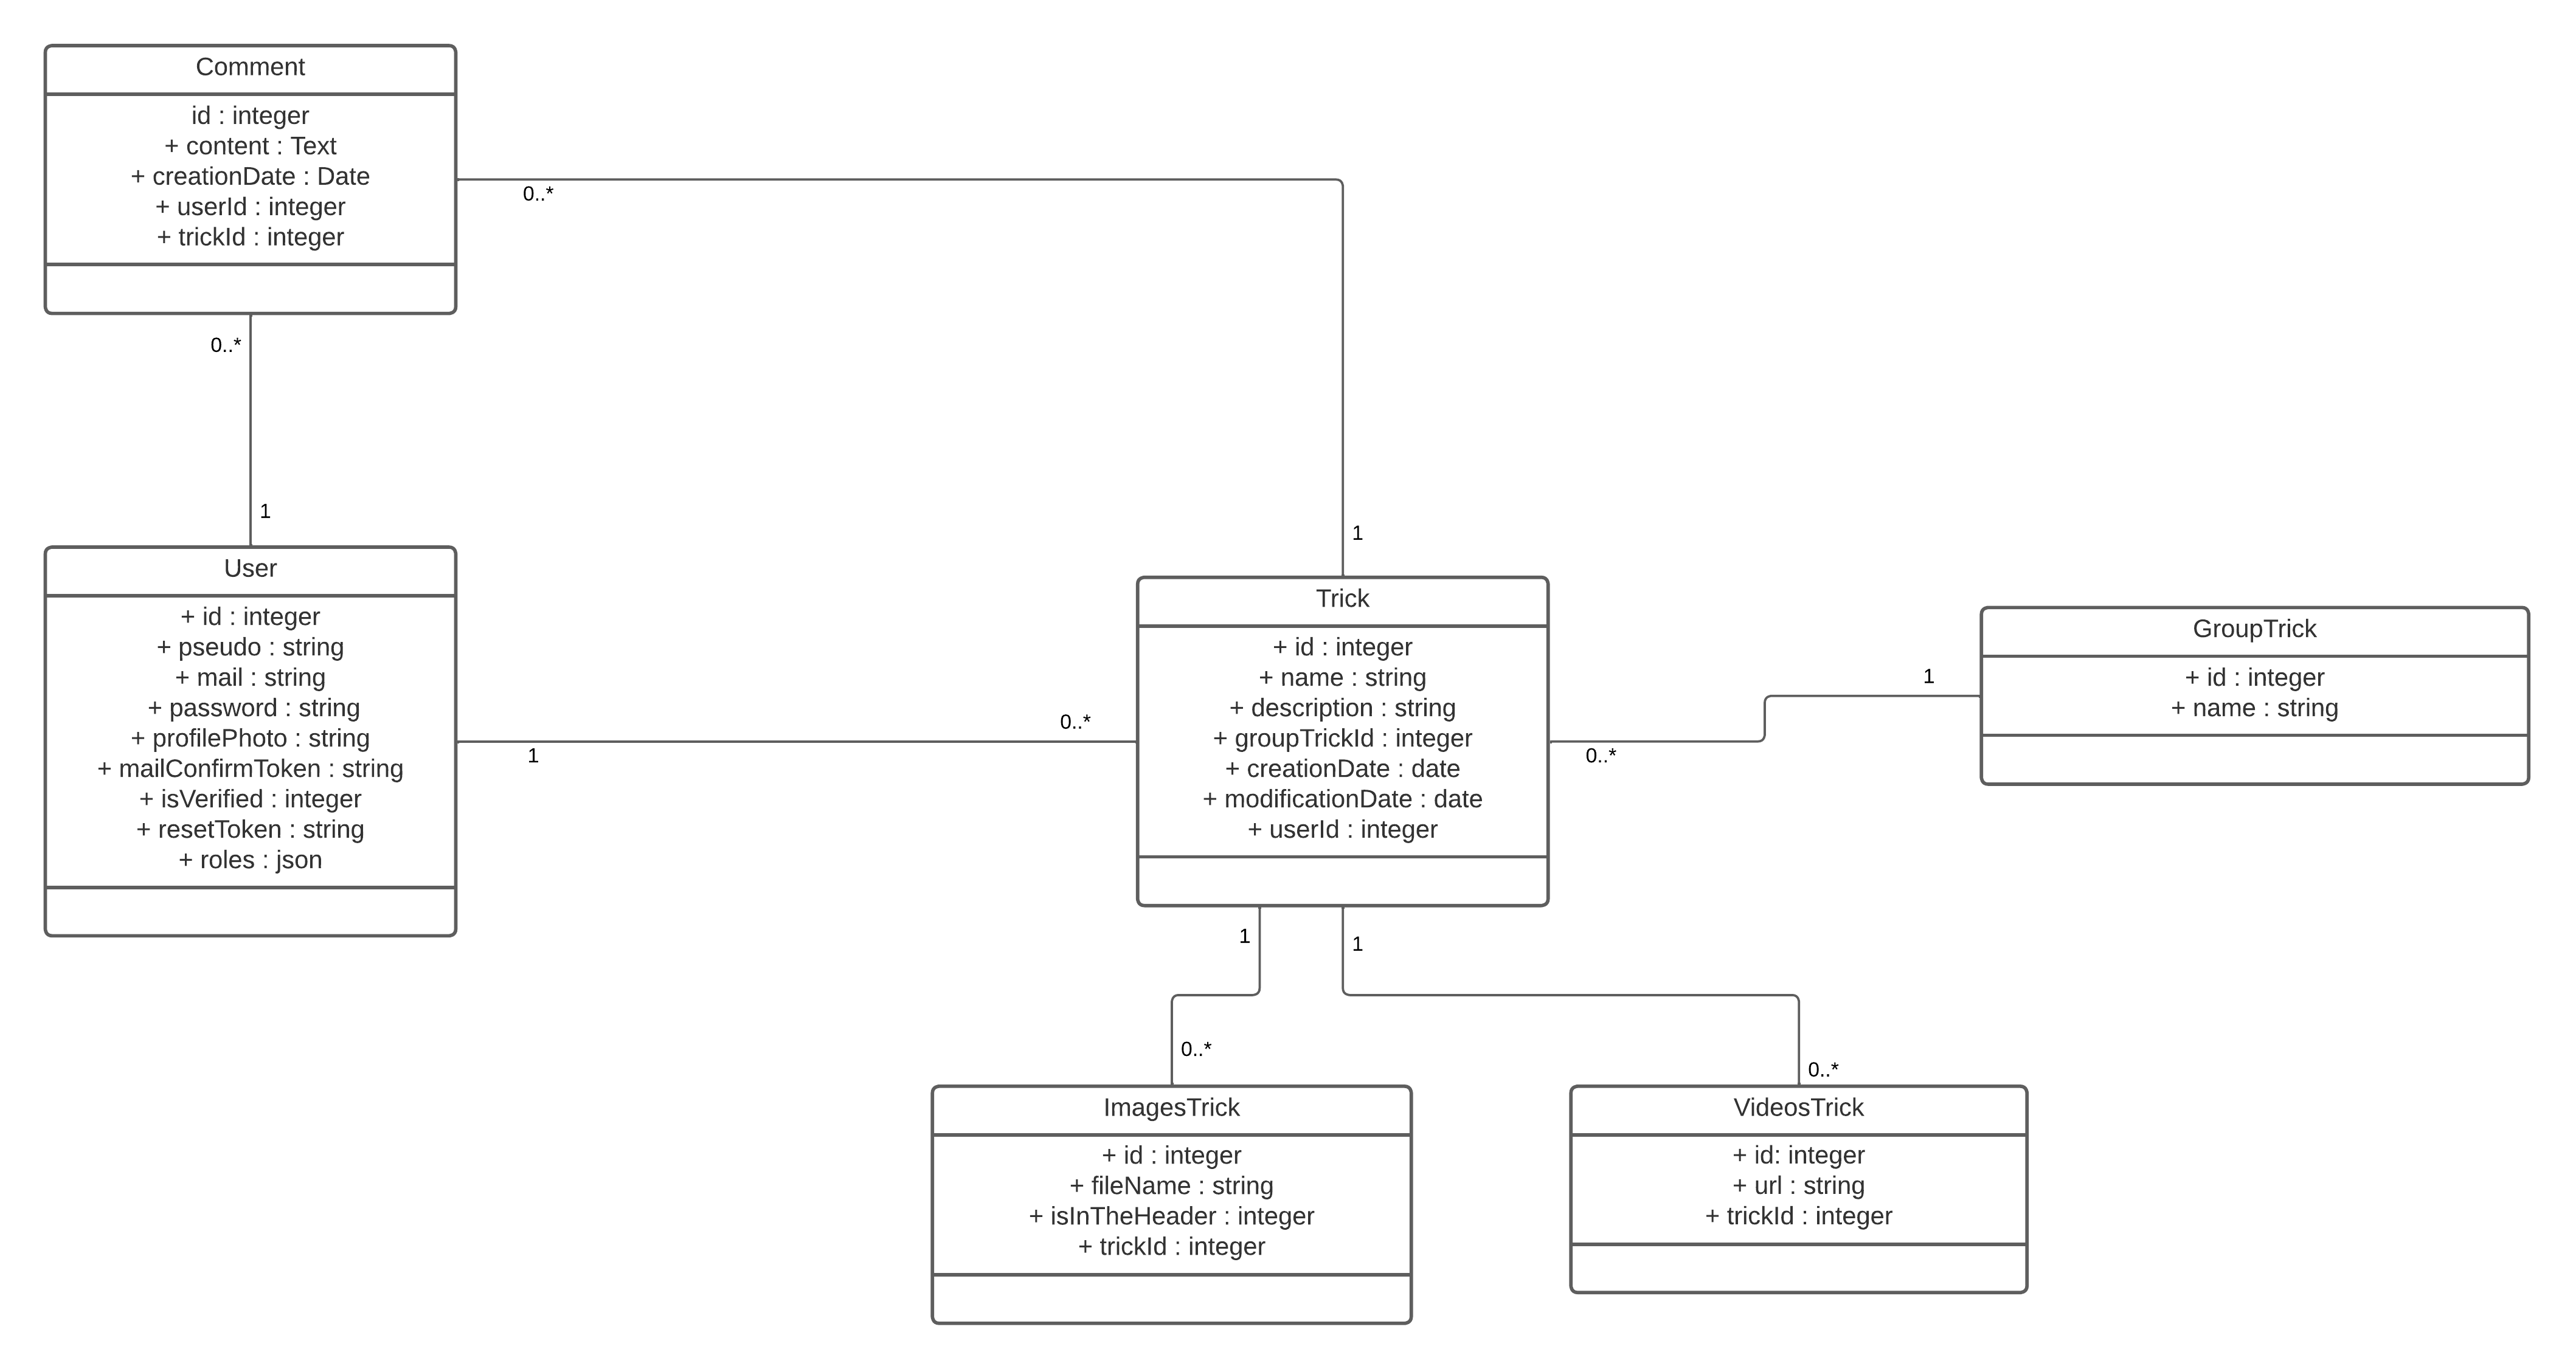 Comment
id : integer
+ content : Text
+ creationDate : Date
+ userId : integer
+ trickId : integer
0..*
0..*
1
1
User
+ id : integer
+ pseudo : string
+ mail : string
+ password : string
+ profilePhoto : string
+ mailConfirmToken : string
+ isVerified : integer
+ resetToken : string
+ roles : json
1
0..*
Trick
+ id : integer
+ name : string
+ description : string
+ groupTrickId : integer
+ creationDate : date
+ modificationDate : date
+ userId : integer
0..*
1
GroupTrick
+ id : integer
+ name : string
1
1
0..*
0..*
ImagesTrick
+ id : integer
+ fileName : string
+ isInTheHeader : integer
+ trickId : integer
VideosTrick
+ id: integer
+ url : string
+ trickId : integer